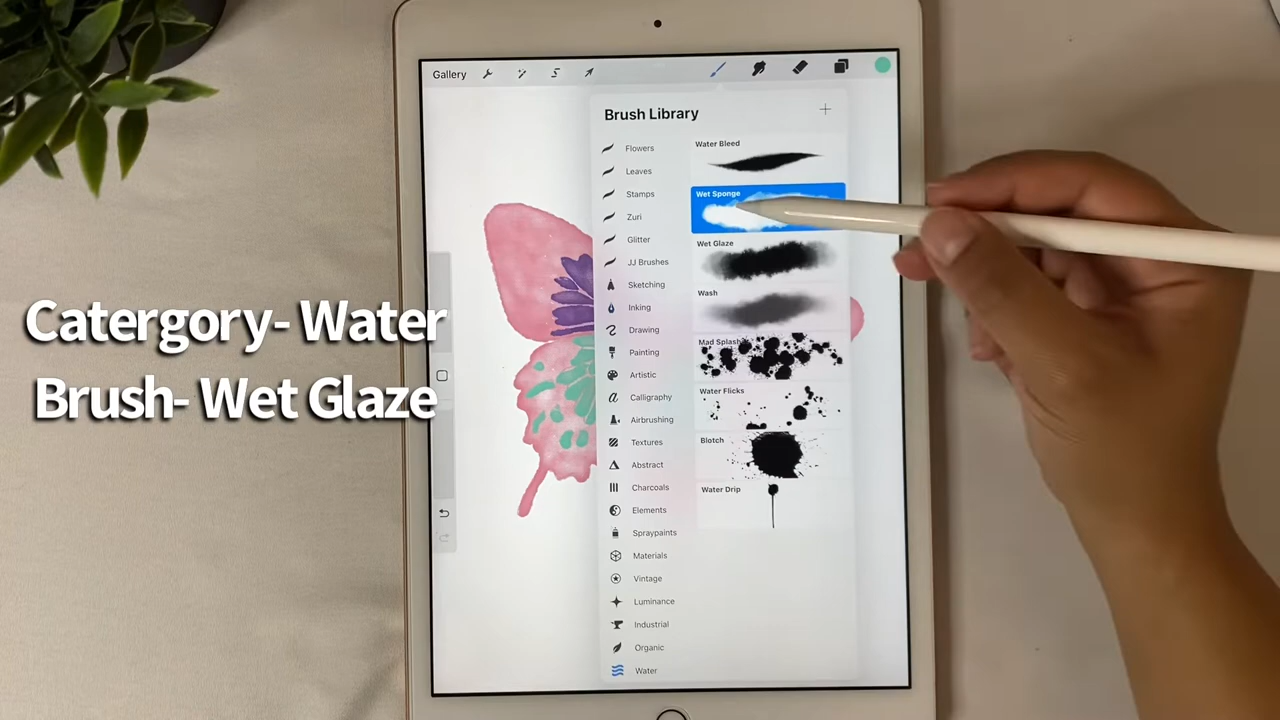 Gallery
Brush Library
Flowers
Leaves
Stamps
Zuri
Glitter
JJ Brushes
Sketching
Inking
Drawing
Painting
Artistic
Calligraphy
Airbrushing
Textures
Abstract
Charcoals
Elements
Spraypaints
Materials
Vintage
Luminance
Industrial
Organic
Water
Water Bleed
Wet Sponge
Wet Glaze
Wash
Mad Splash
Water Flicks
Blotch
Water Drip
Catergory- Water
Brush- Wet Glaze